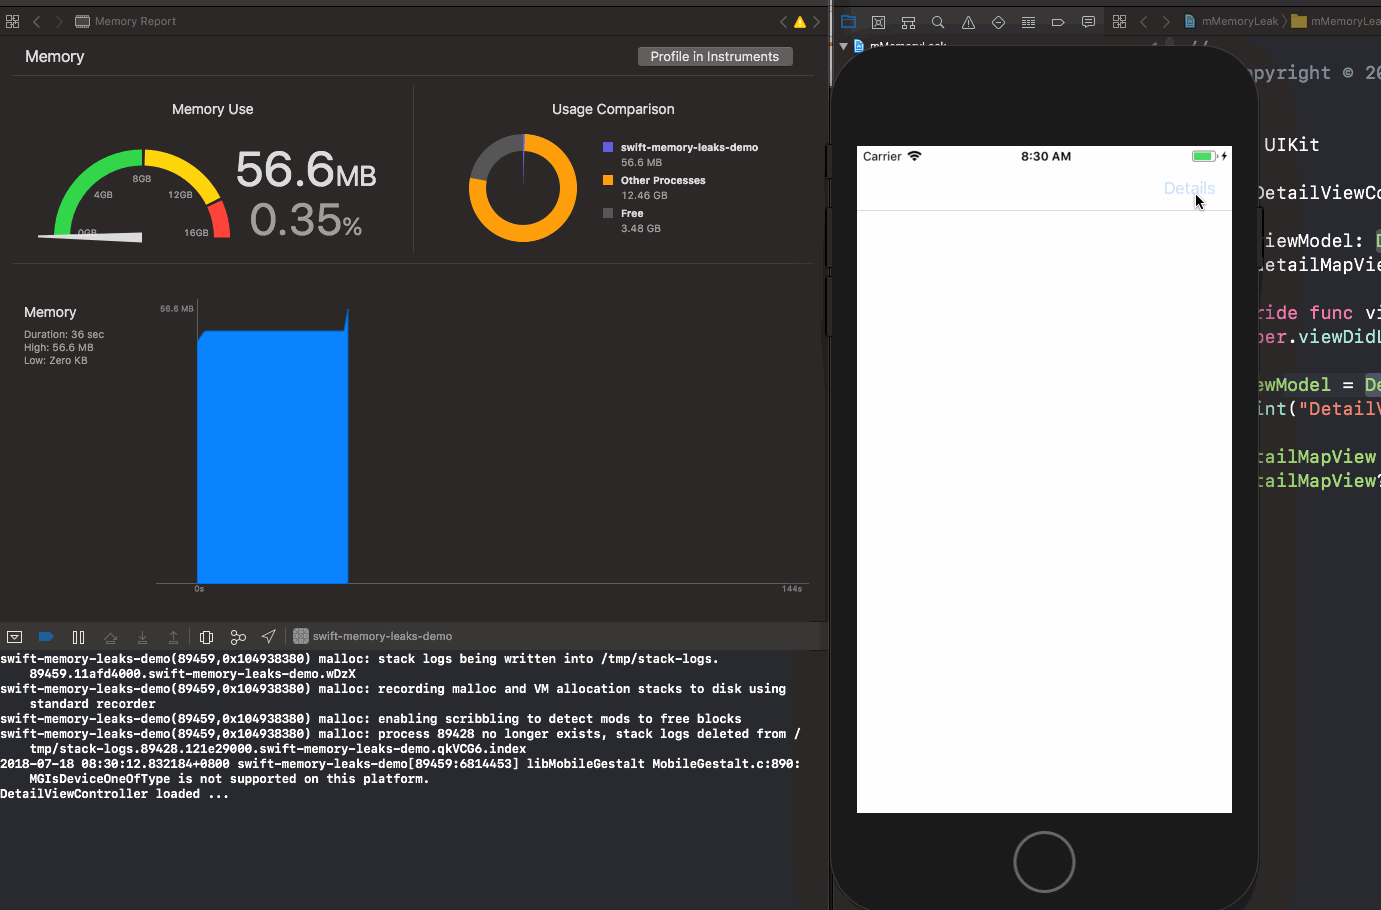 Memory Report
Memory
Profile in Instruments
Memory Use
0GB
4GB
8GB
12GB
16GB
56.6MB
0.35%
Usage Comparison
swift-memory-leaks-demo
56.6 MB
Other Processes
12.46 GB
Free
3.48 GB
Memory
Duration: 36 sec
High: 56.6 MB
Low: Zero KB
56.6 MB
0s
144s
swift-memory-leaks-demo
swift-memory-leaks-demo(89459,0x104938380) malloc: stack logs being written into /tmp/stack-logs.
89459.11afd4000.swift-memory-leaks-demo.wDzX
swift-memory-leaks-demo(89459,0x104938380) malloc: recording malloc and VM allocation stacks to disk using
standard recorder
swift-memory-leaks-demo(89459,0x104938380) malloc: enabling scribbling to detect mods to free blocks
swift-memory-leaks-demo(89459,0x104938380) malloc: process 89428 no longer exists, stack logs deleted from /
tmp/stack-logs.89428.121e29000.swift-memory-leaks-demo.qkVCG6.index
2018-07-18 08:30:12.832184+0800 swift-memory-leaks-demo[89459:6814453] libMobileGestalt MobileGestalt.c:890:
MGIsDeviceOneOfType is not supported on this platform.
DetailViewController loaded ...
mMemoryLeak
mMemoryLea
mMemoryLeak
1
//
Carrier
8:30 AM
Details
pyright © 20
UIKit
DetailViewCo
iewModel: D
etailMapVie
ride func vi
per.viewDidL
ewModel = De
int("DetailV
tailMapView
tailMapView?